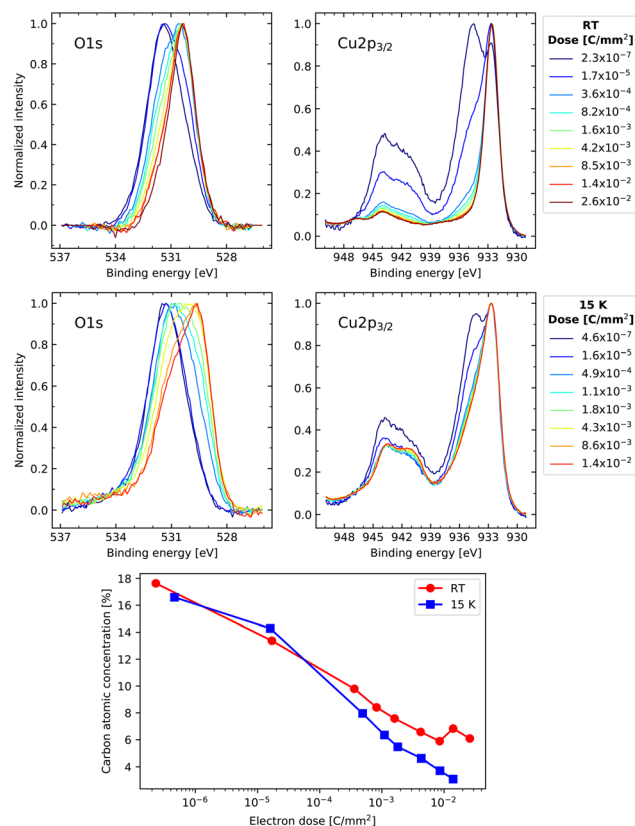 O1s
Normalized intensity
1.0
0.8
0.6
0.4
0.2
0.0
537
534
531
528
Binding energy [eV]
Cu2p3/2
1.0
0.8
0.6
0.4
0.2
0.0
948
945
942
939
936
933
930
Binding energy [eV]
RT
Dose [C/mm²]
2.3x10⁻⁷
1.7x10⁻⁵
3.6x10⁻⁴
8.2x10⁻⁴
1.6x10⁻³
4.2x10⁻³
8.5x10⁻³
1.4x10⁻²
2.6x10⁻²
O1s
Normalized intensity
1.0
0.8
0.6
0.4
0.2
0.0
537
534
531
528
Binding energy [eV]
Cu2p3/2
1.0
0.8
0.6
0.4
0.2
0.0
948
945
942
939
936
933
930
Binding energy [eV]
15 K
Dose [C/mm²]
4.6x10⁻⁷
1.6x10⁻⁵
4.9x10⁻⁴
1.1x10⁻³
1.8x10⁻³
4.3x10⁻³
8.6x10⁻³
1.4x10⁻²
Carbon atomic concentration [%]
18
16
14
12
10
8
6
4
RT
15 K
10⁻⁶
10⁻⁵
10⁻⁴
10⁻³
10⁻²
Electron dose [C/mm²]